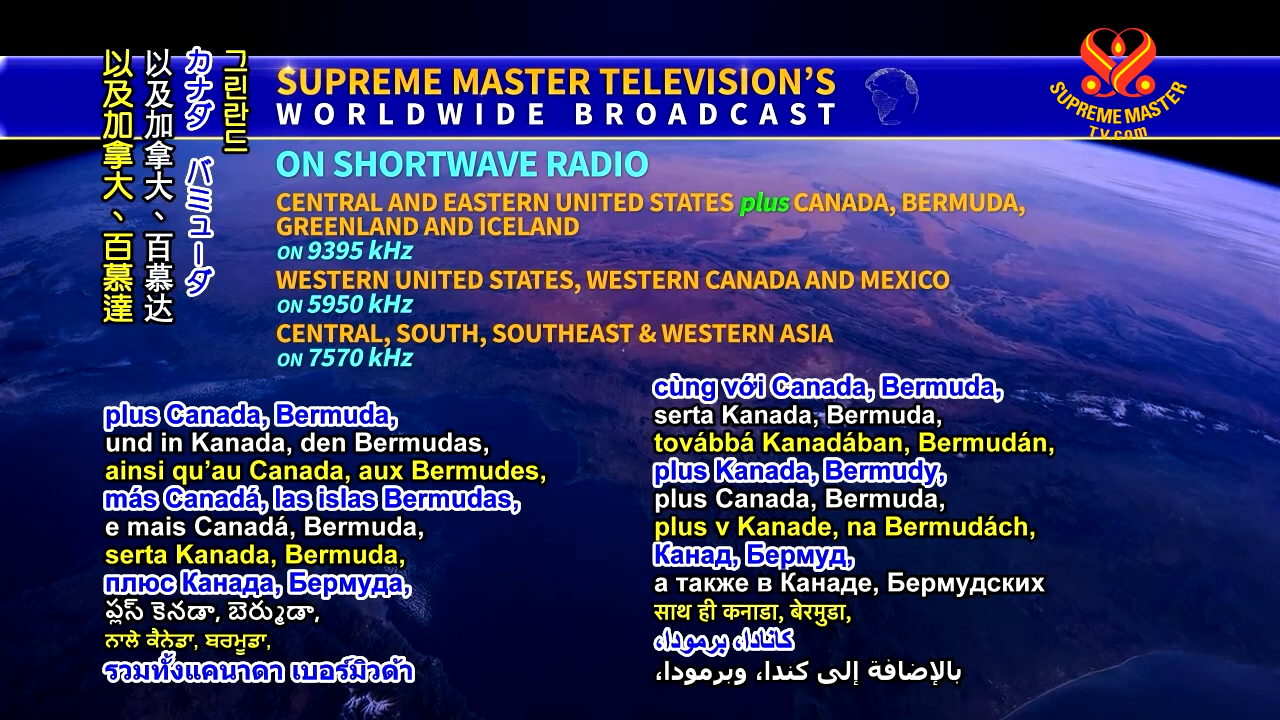 以及加拿大、百慕達
以及加拿大、百慕达
カナダ バミューダ
그린란드
SUPREME MASTER TELEVISION’S
WORLDWIDE BROADCAST
SUPREME MASTER
TV.com
ON SHORTWAVE RADIO
CENTRAL AND EASTERN UNITED STATES plus CANADA, BERMUDA,
GREENLAND AND ICELAND
ON 9395 kHz
WESTERN UNITED STATES, WESTERN CANADA AND MEXICO
ON 5950 kHz
CENTRAL, SOUTH, SOUTHEAST & WESTERN ASIA
ON 7570 kHz
plus Canada, Bermuda,
und in Kanada, den Bermudas,
ainsi qu’au Canada, aux Bermudes,
más Canadá, las islas Bermudas,
e mais Canadá, Bermuda,
serta Kanada, Bermuda,
плюс Канада, Бермуда,
ప్లస్ కెనడా, బెర్ముడా,
ਨਾਲੇ ਕੈਨੇਡਾ, ਬਰਮੂਡਾ,
รวมทั้งแคนาดา เบอร์มิวด้า
cùng với Canada, Bermuda,
serta Kanada, Bermuda,
továbbá Kanadában, Bermudán,
plus Kanada, Bermudy,
plus Canada, Bermuda,
plus v Kanade, na Bermudách,
Канад, Бермуд,
а также в Канаде, Бермудских
साथ ही कनाडा, बेरमुडा,
کانادا، برمودا،
بالإضافة إلى كندا، وبرمودا،